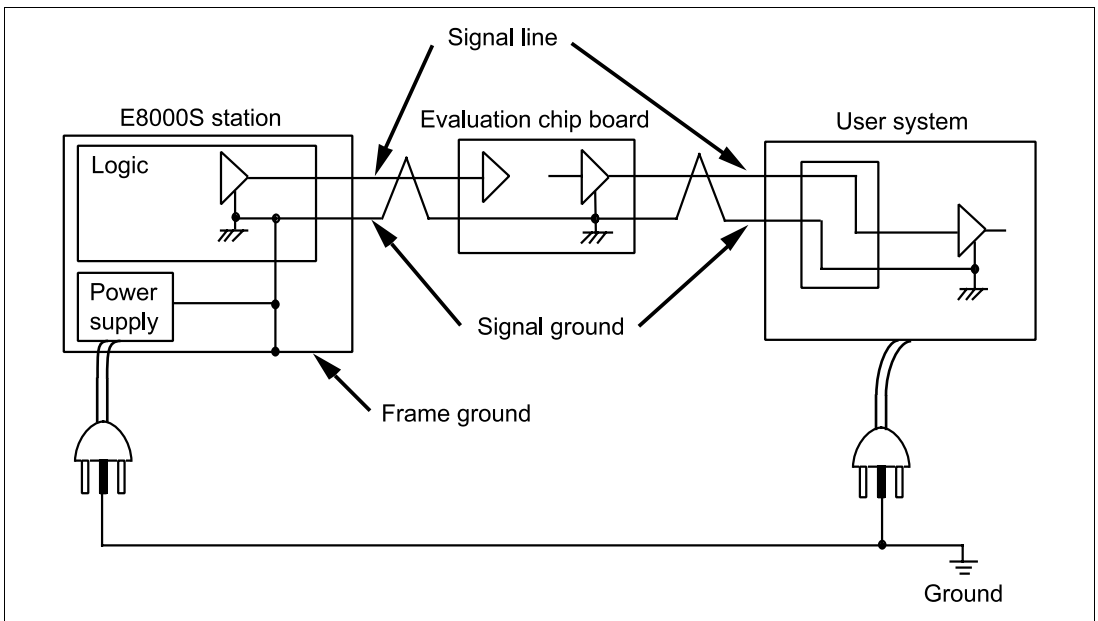 Signal line
E8000S station
Evaluation chip board
User system
Logic
Power
supply
Signal ground
Frame ground
Ground